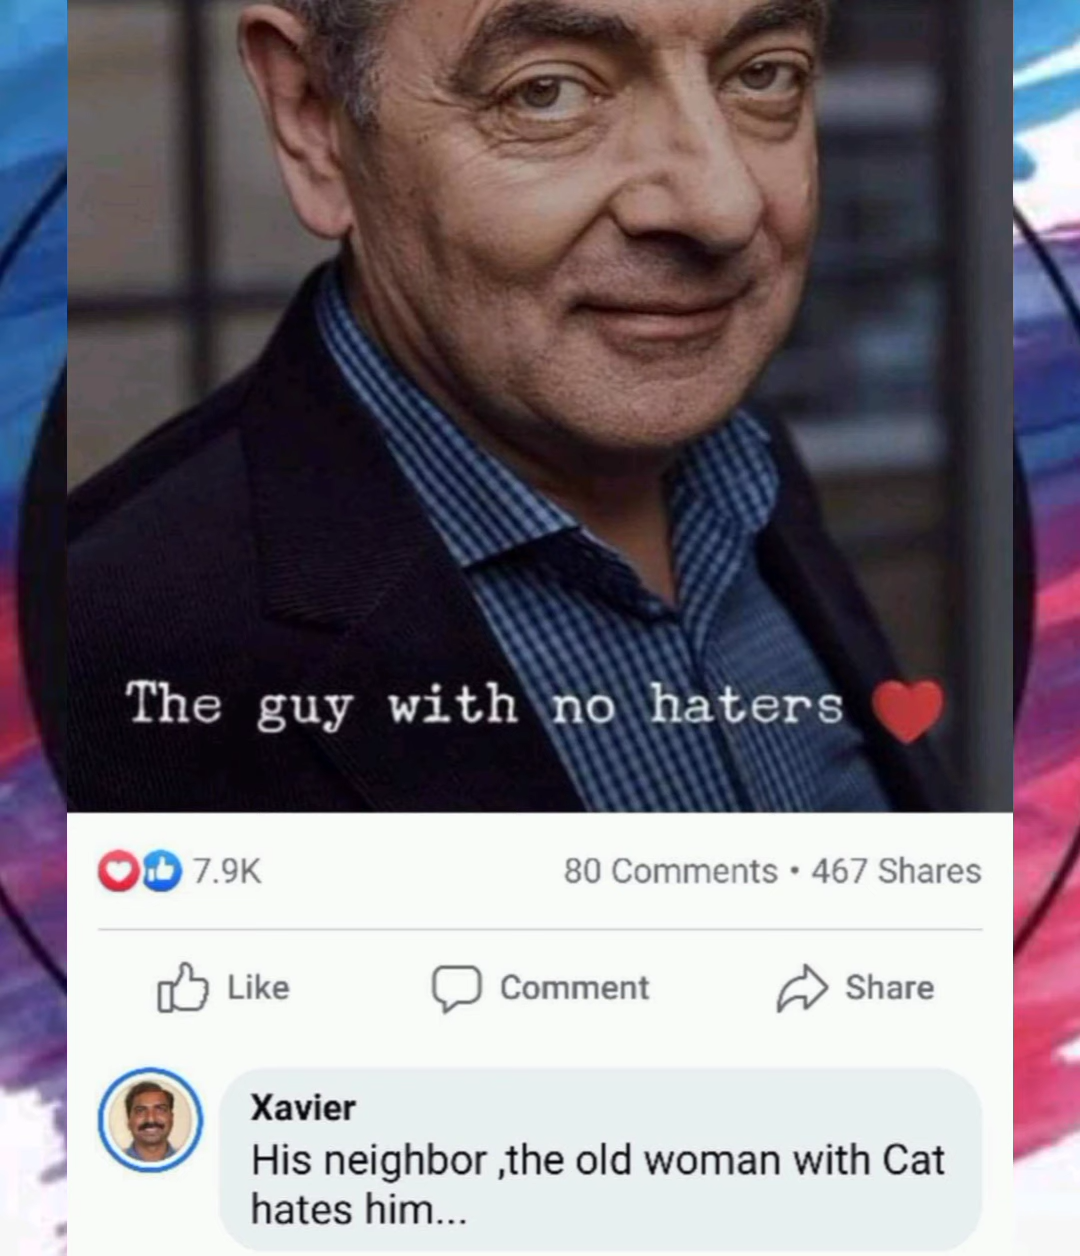 The guy with no haters ❤️
7.9K 80 Comments • 467 Shares
Like Comment Share
Xavier
His neighbor ,the old woman with Cat
hates him...